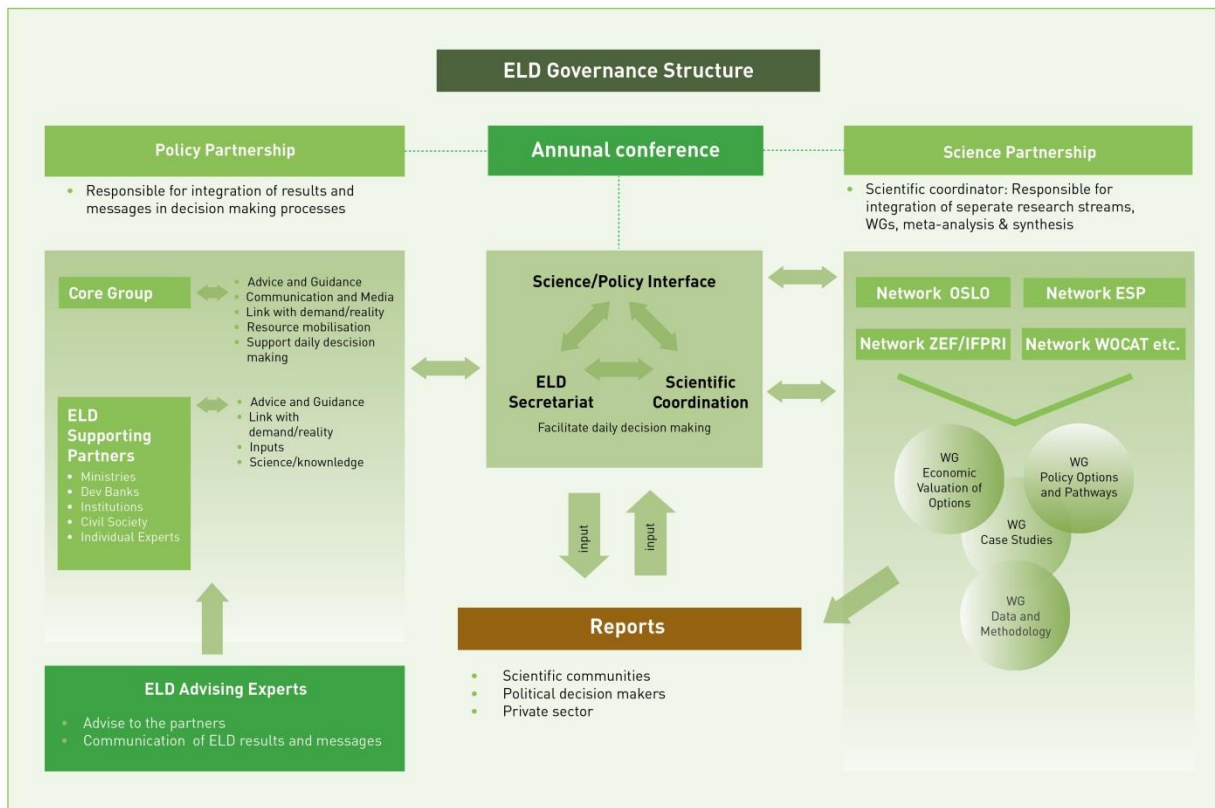 ELD Governance Structure
Policy Partnership
Annunal conference
Science Partnership
• Responsible for integration of results and
messages in decision making processes
• Scientific coordinator: Responsible for
integration of seperate research streams,
WGs, meta-analysis & synthesis
Core Group
• Advice and Guidance
• Communication and Media
• Link with demand/reality
• Resource mobilisation
• Support daily descision
making
ELD
Supporting
Partners
• Ministries
• Dev Banks
• Institutions
• Civil Society
• Individual Experts
• Advice and Guidance
• Link with
demand/reality
• Inputs
• Science/knownledge
Science/Policy Interface
ELD
Secretariat
Scientific
Coordination
Facilitate daily decision making
Network OSLO
Network ESP
Network ZEF/IFPRI
Network WOCAT etc.
WG
Economic
Valuation of
Options
WG
Policy Options
and Pathways
WG
Case Studies
WG
Data and
Methodology
input
input
Reports
• Scientific communities
• Political decision makers
• Private sector
ELD Advising Experts
• Advise to the partners
• Communication of ELD results and messages